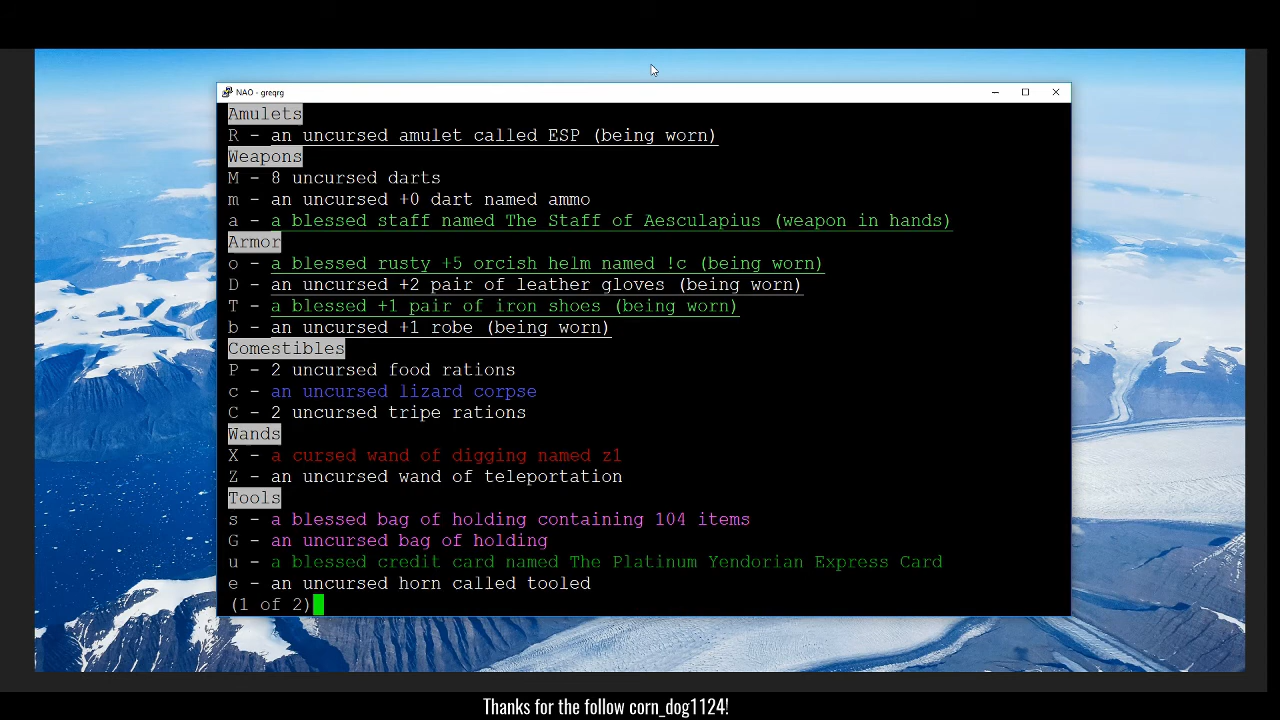 NAO - greqrg
Amulets
R - an uncursed amulet called ESP (being worn)
Weapons
M - 8 uncursed darts
m - an uncursed +0 dart named ammo
a - a blessed staff named The Staff of Aesculapius (weapon in hands)
Armor
o - a blessed rusty +5 orcish helm named !c (being worn)
D - an uncursed +2 pair of leather gloves (being worn)
T - a blessed +1 pair of iron shoes (being worn)
b - an uncursed +1 robe (being worn)
Comestibles
P - 2 uncursed food rations
c - an uncursed lizard corpse
C - 2 uncursed tripe rations
Wands
X - a cursed wand of digging named z1
Z - an uncursed wand of teleportation
Tools
s - a blessed bag of holding containing 104 items
G - an uncursed bag of holding
u - a blessed credit card named The Platinum Yendorian Express Card
e - an uncursed horn called tooled
(1 of 2)
Thanks for the follow corn_dog1124!